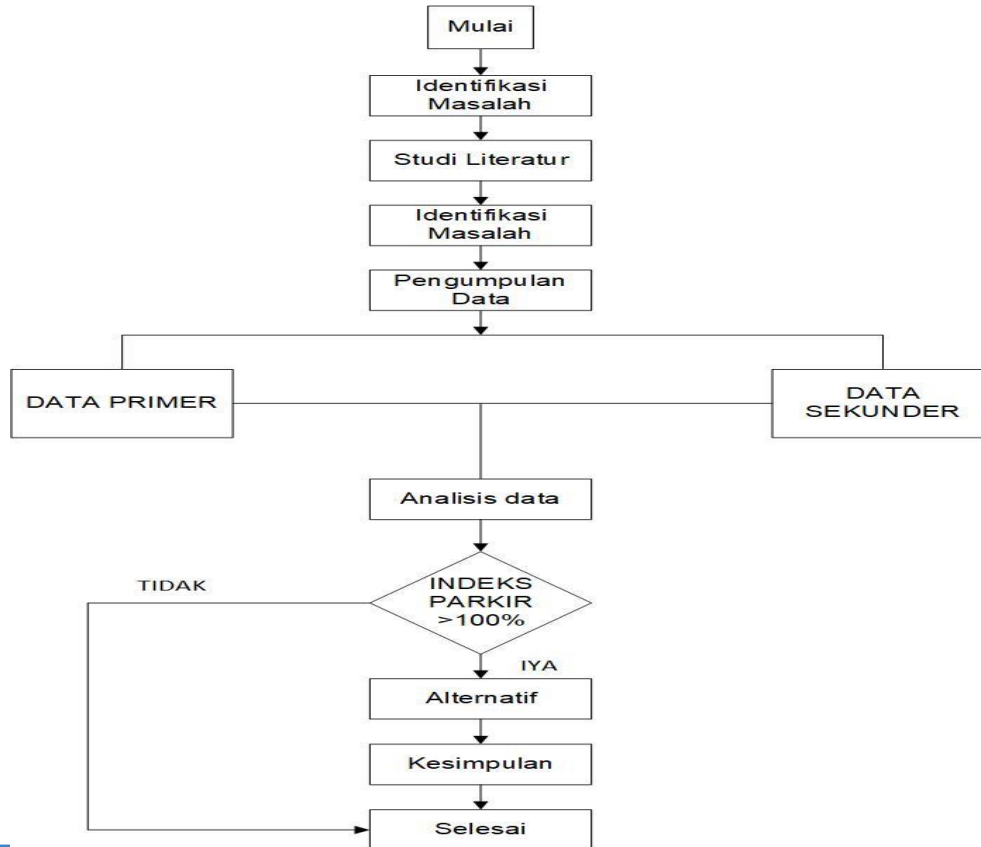 Mulai
Identifikasi
Masalah
Studi Literatur
Identifikasi
Masalah
Pengumpulan
Data
DATA PRIMER
DATA
SEKUNDER
Analisis data
INDEKS
PARKIR
>100%
TIDAK
IYA
Alternatif
Kesimpulan
Selesai